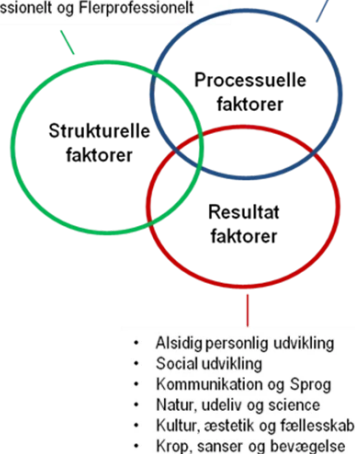 ssionelt og Flerprofessionelt
Processuelle
faktorer
Strukturelle
faktorer
Resultat
faktorer
• Alsidig personlig udvikling
• Social udvikling
• Kommunikation og Sprog
• Natur, udeliv og science
• Kultur, æstetik og fællesskab
• Krop, sanser og bevægelse